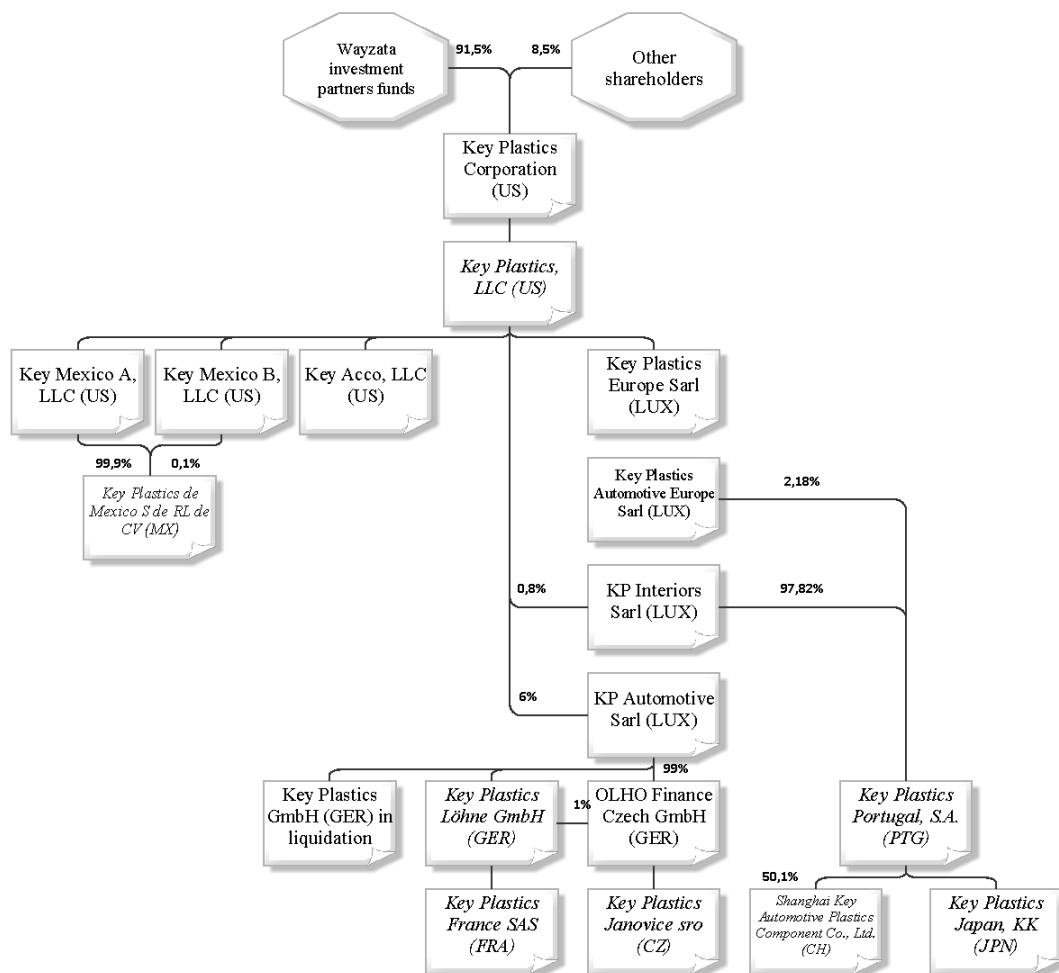 Wayzata
investment
partners funds
91,5%
8,5%
Other
shareholders
Key Plastics
Corporation
(US)
Key Plastics,
LLC (US)
Key Mexico A,
LLC (US)
Key Mexico B,
LLC (US)
Key Acco, LLC
(US)
Key Plastics
Europe Sarl
(LUX)
99,9%
0,1%
Key Plastics de
Mexico S de RL de
CV (MX)
Key Plastics
Automotive Europe
Sarl (LUX)
2,18%
0,8%
KP Interiors
Sarl (LUX)
97,82%
6%
KP Automotive
Sarl (LUX)
99%
Key Plastics
GmbH (GER) in
liquidation
Key Plastics
Löhne GmbH
(GER)
1%
OLHO Finance
Czech GmbH
(GER)
Key Plastics
Portugal, S.A.
(PTG)
50,1%
Key Plastics
France SAS
(FRA)
Key Plastics
Janovice sro
(CZ)
Shanghai Key
Automotive Plastics
Component Co., Ltd.
(CH)
Key Plastics
Japan, KK
(JPN)